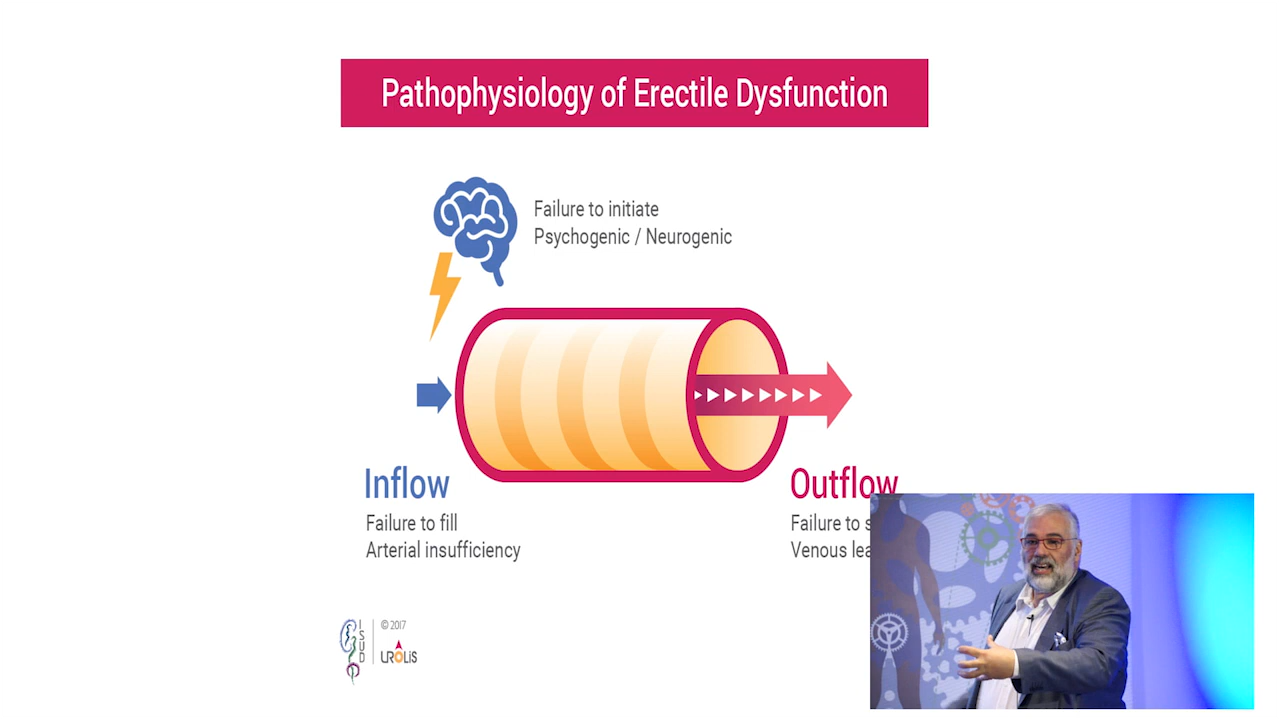 Pathophysiology of Erectile Dysfunction
Failure to initiate
Psychogenic / Neurogenic
Inflow
Failure to fill
Arterial insufficiency
Outflow
Failure to
Venous
ISUD
© 2017
UROLiS